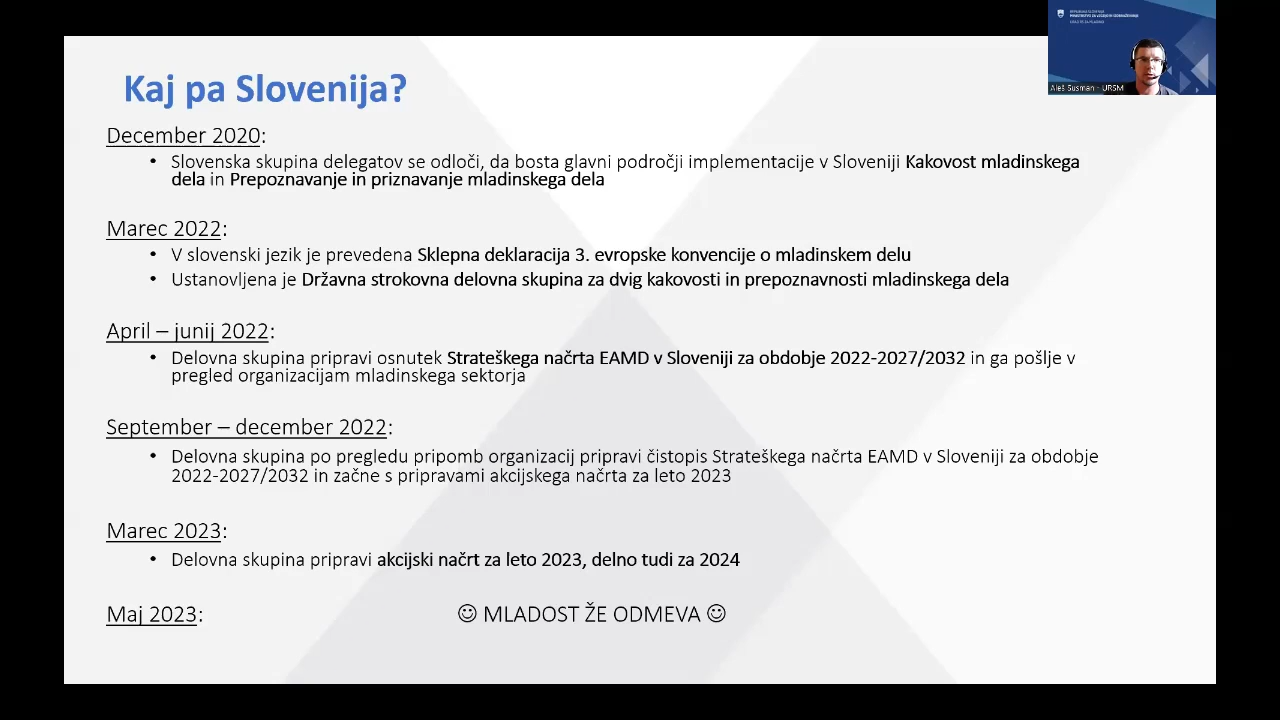 REPUBLIKA SLOVENIJA
Aleš Susman - URSM
Kaj pa Slovenija?
December 2020:
• Slovenska skupina delegatov se odloči, da bosta glavni področji implementacije v Sloveniji Kakovost mladinskega
dela in Prepoznavanje in priznavanje mladinskega dela
Marec 2022:
• V slovenski jezik je prevedena Sklepna deklaracija 3. evropske konvencije o mladinskem delu
• Ustanovljena je Državna strokovna delovna skupina za dvig kakovosti in prepoznavnosti mladinskega dela
April – junij 2022:
• Delovna skupina pripravi osnutek Strateškega načrta EAMD v Sloveniji za obdobje 2022-2027/2032 in ga pošlje v
pregled organizacijam mladinskega sektorja
September – december 2022:
• Delovna skupina po pregledu pripomb organizacij pripravi čistopis Strateškega načrta EAMD v Sloveniji za obdobje
2022-2027/2032 in začne s pripravami akcijskega načrta za leto 2023
Marec 2023:
• Delovna skupina pripravi akcijski načrt za leto 2023, delno tudi za 2024
Maj 2023: ☺ MLADOST ŽE ODMEVA ☺